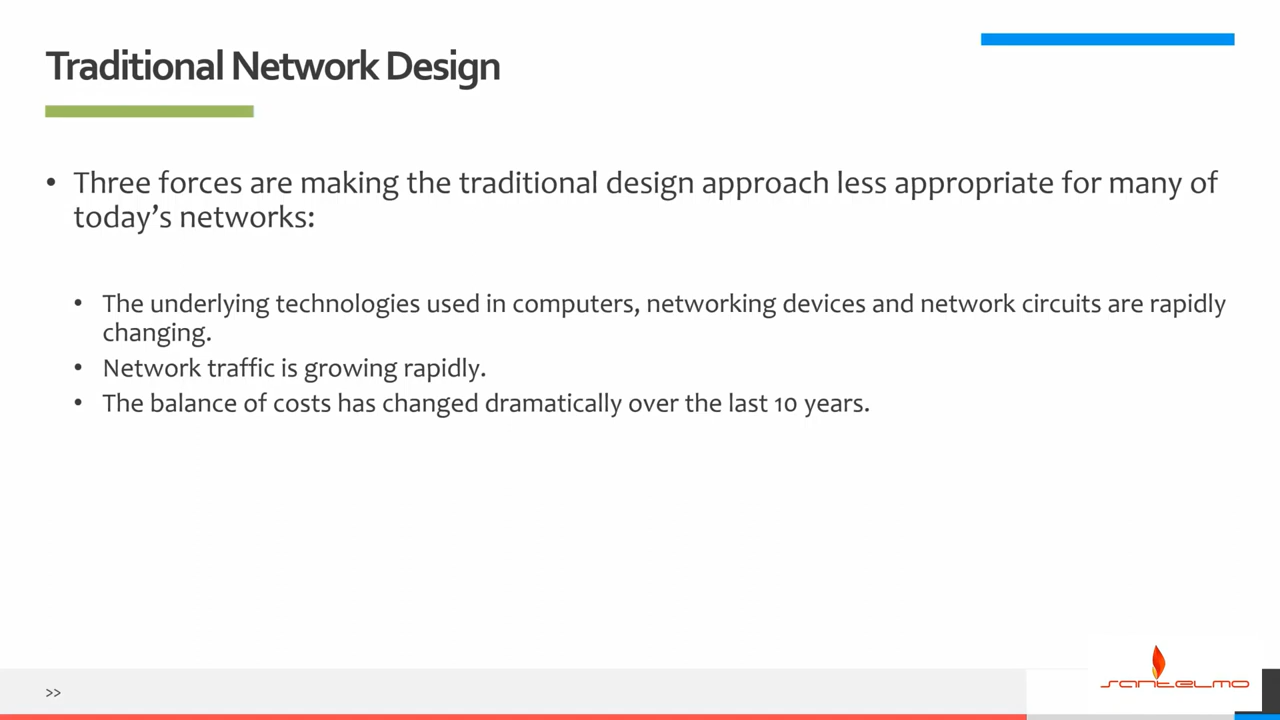 Traditional Network Design
• Three forces are making the traditional design approach less appropriate for many of
today’s networks:
• The underlying technologies used in computers, networking devices and network circuits are rapidly
changing.
• Network traffic is growing rapidly.
• The balance of costs has changed dramatically over the last 10 years.
>>
santelmo